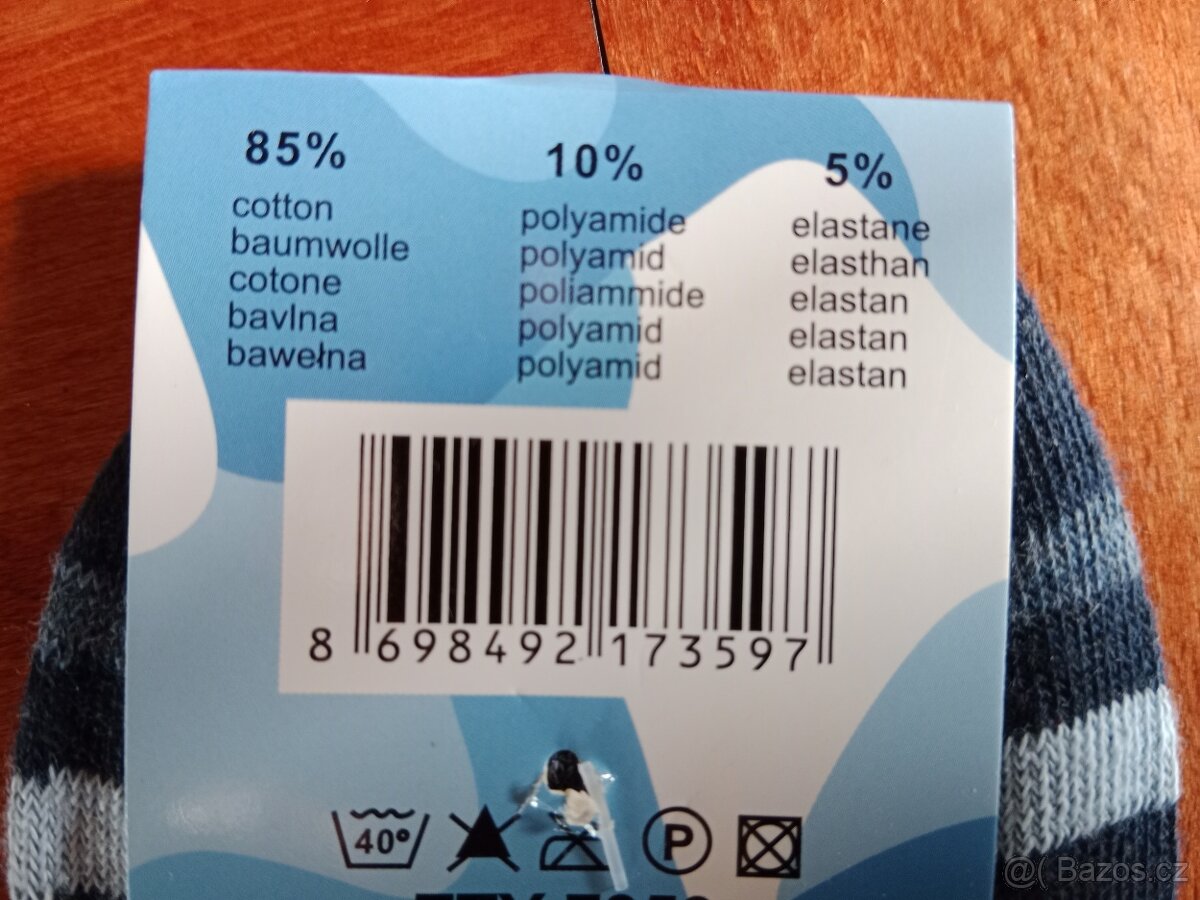 85%
cotton
baumwolle
cotone
bavlna
bawełna
10%
polyamide
polyamid
poliammide
polyamid
polyamid
5%
elastane
elasthan
elastan
elastan
elastan
8 698492 173597
40°
P
@( Bazos.cz